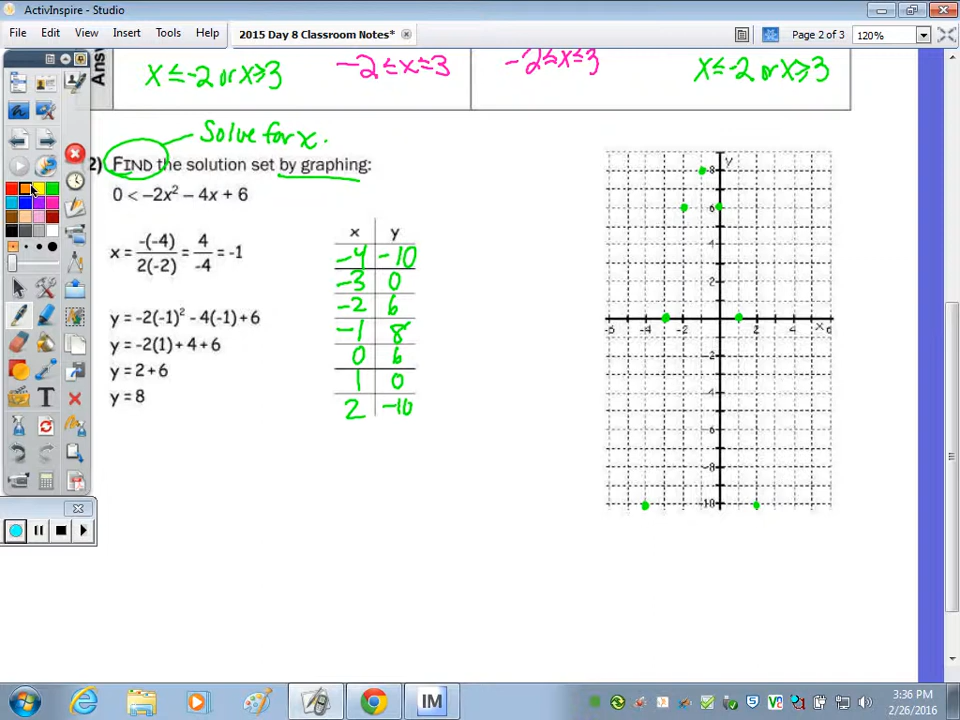 ActivInspire - Studio
File Edit View Insert Tools Help 2015 Day 8 Classroom Notes* Page 2 of 3 120%
Answ
x ≤ -2 or x ≥ 3 -2 ≤ x ≤ 3 -2 ≤ x ≤ 3 x ≤ -2 or x ≥ 3
Solve for x.
2) FIND the solution set by graphing:
0 < -2x² - 4x + 6
x = -(-4)/2(-2) = 4/-4 = -1
y = -2(-1)² - 4(-1) + 6
y = -2(1) + 4 + 6
y = 2 + 6
y = 8
x y
-4 -10
-3 0
-2 6
-1 8
0 6
1 0
2 -10
y
8
6
4
2
-6 -4 -2 2 4 x 6
-2
-4
-6
-8
-10
T
IM
3:36 PM
2/26/2016